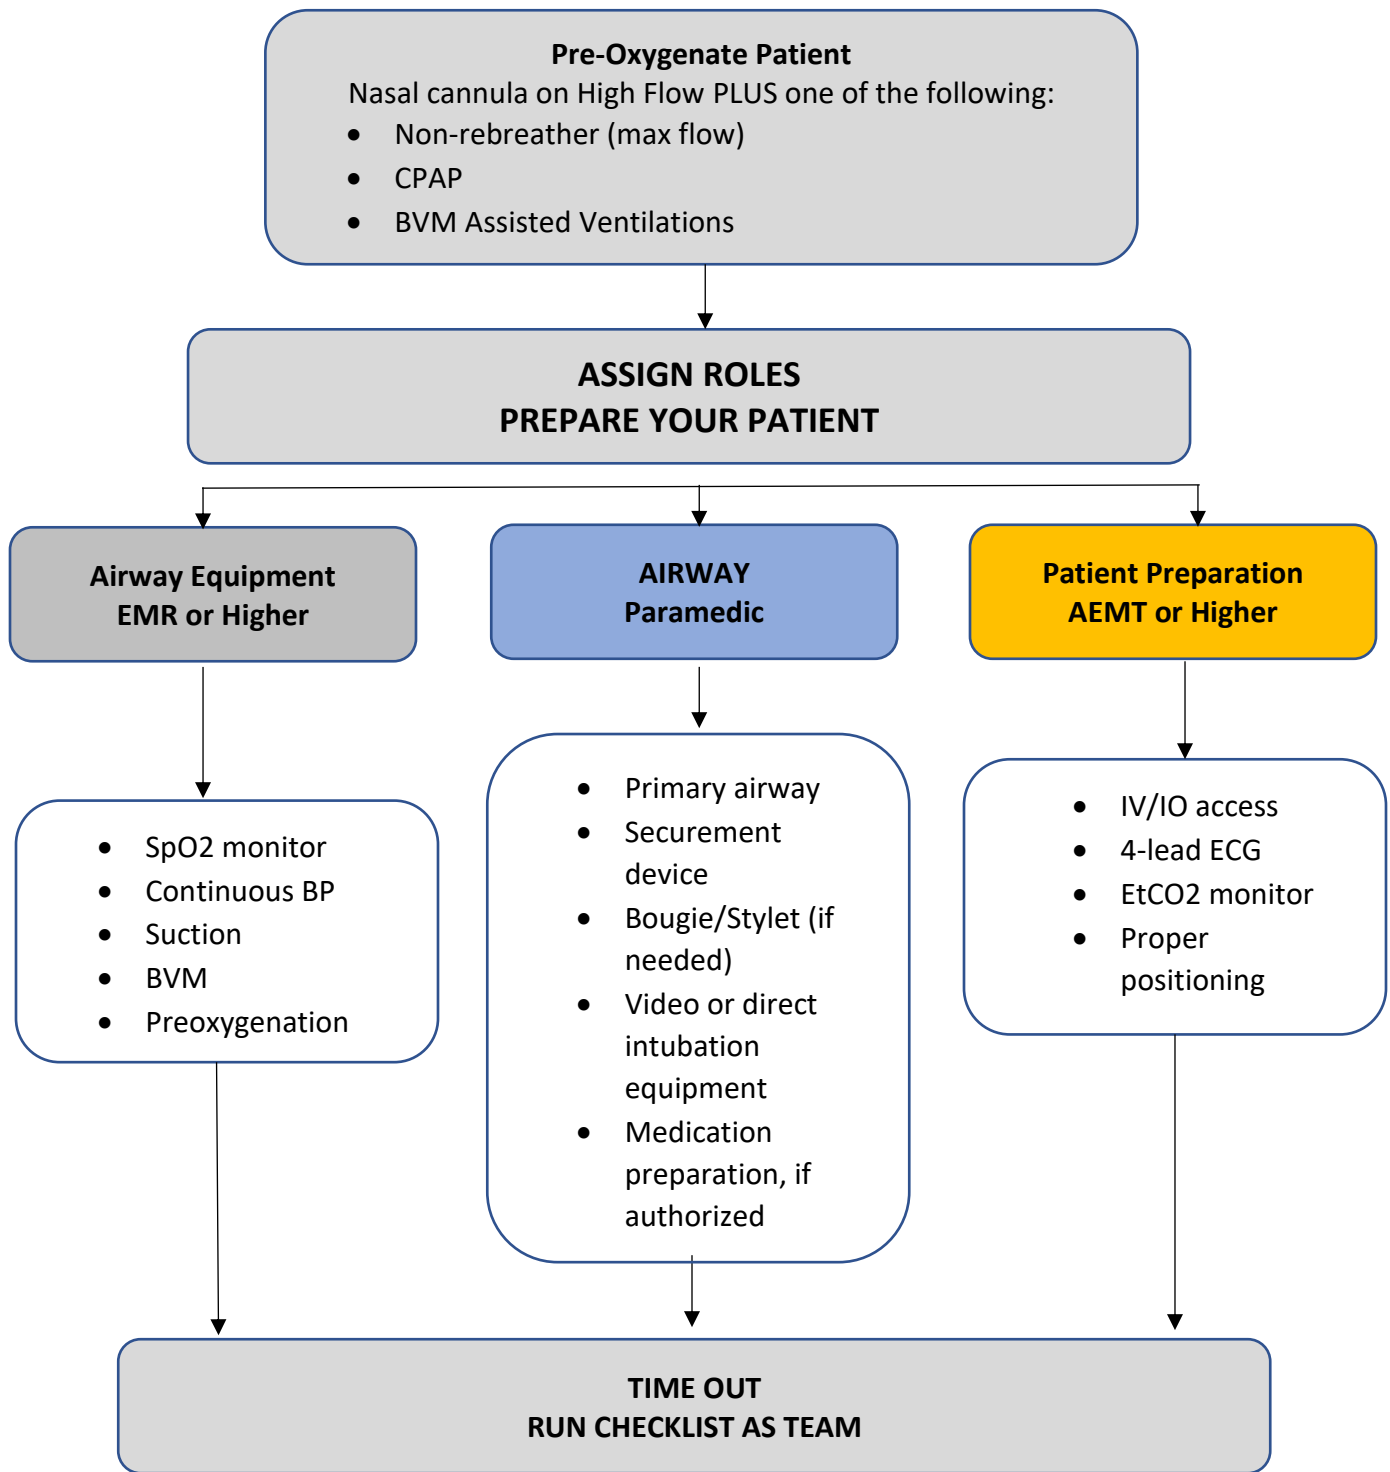 Pre-Oxygenate Patient
Nasal cannula on High Flow PLUS one of the following:
• Non-rebreather (max flow)
• CPAP
• BVM Assisted Ventilations
ASSIGN ROLES
PREPARE YOUR PATIENT
Airway Equipment
EMR or Higher
AIRWAY
Paramedic
Patient Preparation
AEMT or Higher
• SpO2 monitor
• Continuous BP
• Suction
• BVM
• Preoxygenation
• Primary airway
• Securement
device
• Bougie/Stylet (if
needed)
• Video or direct
intubation
equipment
• Medication
preparation, if
authorized
• IV/IO access
• 4-lead ECG
• EtCO2 monitor
• Proper
positioning
TIME OUT
RUN CHECKLIST AS TEAM